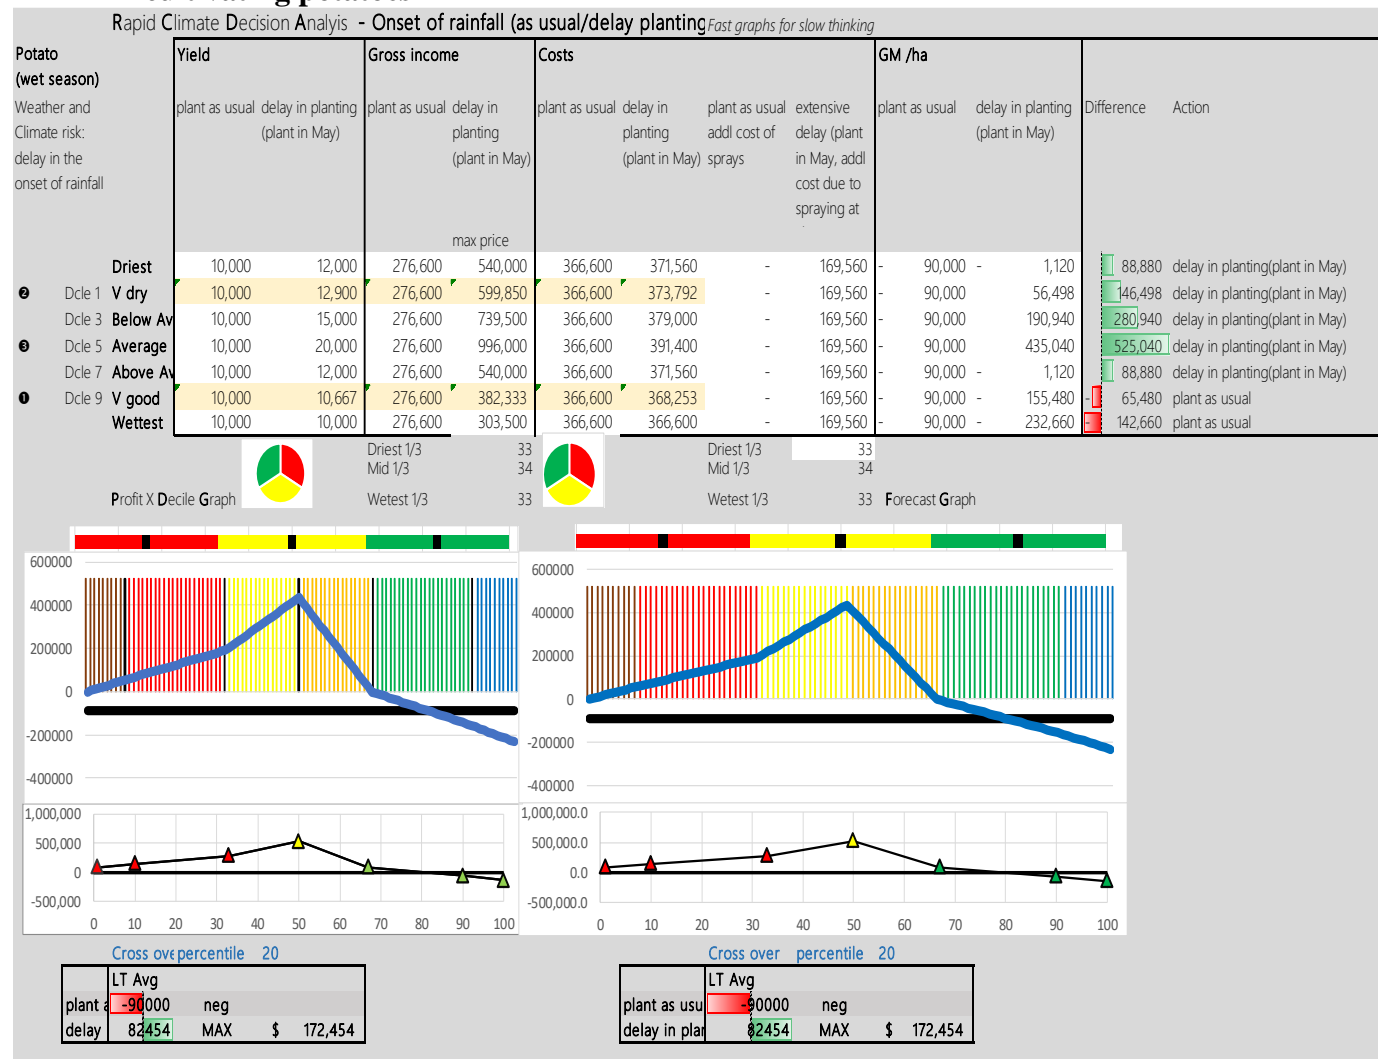 Rapid Climate Decision Analyis - Onset of rainfall (as usual/delay planting Fast graphs for slow thinking
Potato (wet season) Yield Gross income Costs GM /ha
Weather and Climate risk: delay in the onset of rainfall plant as usual delay in planting (plant in May) plant as usual delay in planting (plant in May) plant as usual delay in planting (plant in May) plant as usual addl cost of sprays extensive delay (plant in May, addl cost due to spraying at plant as usual delay in planting (plant in May) Difference Action
max price
Driest 10,000 12,000 276,600 540,000 366,600 371,560 - 169,560 - 90,000 - 1,120 88,880 delay in planting(plant in May)
❷ Dcle 1 V dry 10,000 12,900 276,600 599,850 366,600 373,792 - 169,560 - 90,000 56,498 146,498 delay in planting(plant in May)
Dcle 3 Below Av 10,000 15,000 276,600 739,500 366,600 379,000 - 169,560 - 90,000 190,940 280,940 delay in planting(plant in May)
❸ Dcle 5 Average 10,000 20,000 276,600 996,000 366,600 391,400 - 169,560 - 90,000 435,040 525,040 delay in planting(plant in May)
Dcle 7 Above Av 10,000 12,000 276,600 540,000 366,600 371,560 - 169,560 - 90,000 - 1,120 88,880 delay in planting(plant in May)
❶ Dcle 9 V good 10,000 10,667 276,600 382,333 366,600 368,253 - 169,560 - 90,000 - 155,480 - 65,480 plant as usual
Wettest 10,000 10,000 276,600 303,500 366,600 366,600 - 169,560 - 90,000 - 232,660 - 142,660 plant as usual
Driest 1/3 33 Driest 1/3 33
Mid 1/3 34 Mid 1/3 34
Profit X Decile Graph Wetest 1/3 33 Wetest 1/3 33 Forecast Graph
600000 600000
400000 400000
200000 200000
0 0
-200000 -200000
-400000 -400000
1,000,000 1,000,000.0
500,000 500,000.0
0 0.0
-500,000 -500,000.0
0 10 20 30 40 50 60 70 80 90 100 0 10 20 30 40 50 60 70 80 90 100
Cross ove percentile 20 Cross over percentile 20
LT Avg LT Avg
plant a -90000 neg plant as usu -90000 neg
delay 82454 MAX $ 172,454 delay in plan 82454 MAX $ 172,454